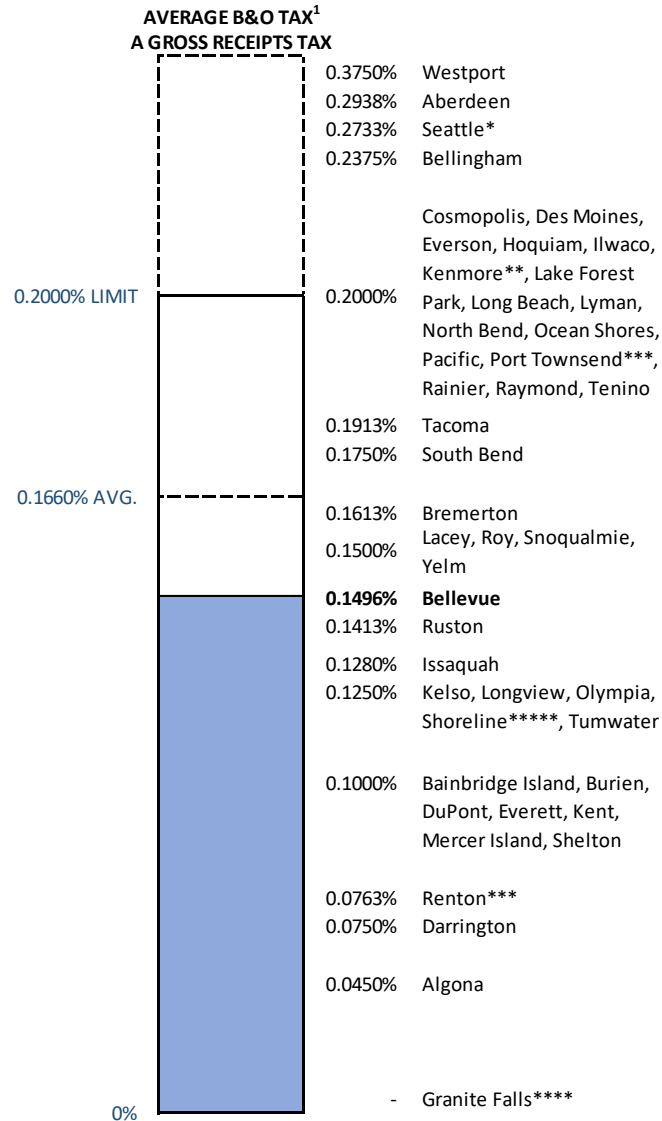 AVERAGE B&O TAX1
A GROSS RECEIPTS TAX
0.3750% Westport
0.2938% Aberdeen
0.2733% Seattle*
0.2375% Bellingham
Cosmopolis, Des Moines,
Everson, Hoquiam, Ilwaco,
Kenmore**, Lake Forest
0.2000% LIMIT 0.2000% Park, Long Beach, Lyman,
North Bend, Ocean Shores,
Pacific, Port Townsend***,
Rainier, Raymond, Tenino
0.1913% Tacoma
0.1750% South Bend
0.1660% AVG.
0.1613% Bremerton
0.1500% Lacey, Roy, Snoqualmie,
Yelm
0.1496% Bellevue
0.1413% Ruston
0.1280% Issaquah
0.1250% Kelso, Longview, Olympia,
Shoreline*****, Tumwater
0.1000% Bainbridge Island, Burien,
DuPont, Everett, Kent,
Mercer Island, Shelton
0.0763% Renton***
0.0750% Darrington
0.0450% Algona
- Granite Falls****
0%